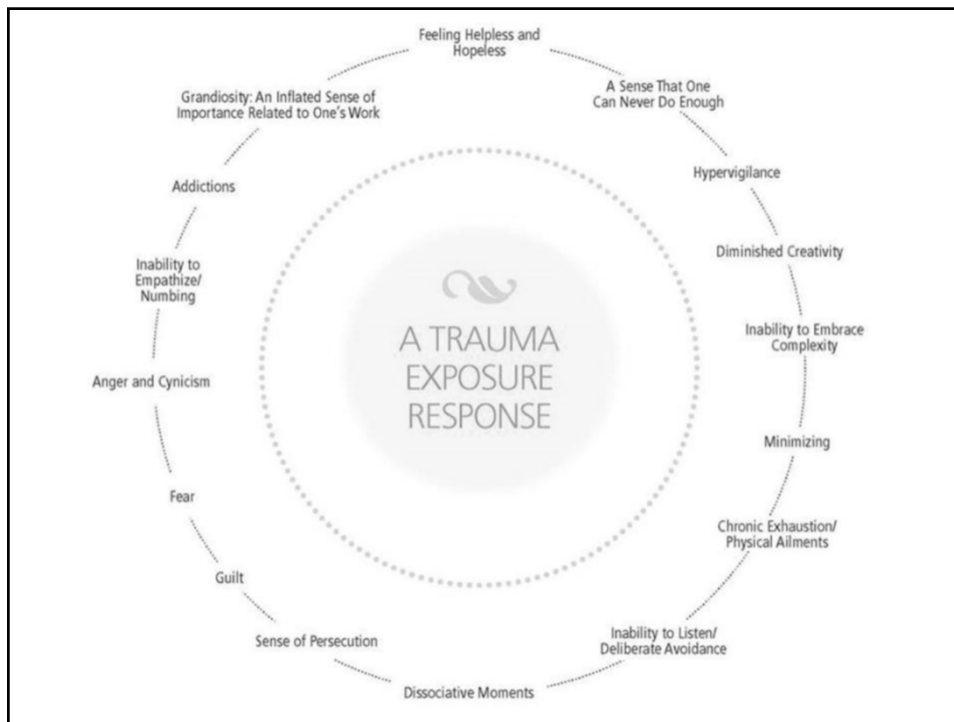 Feeling Helpless and
Hopeless
A Sense That One
Can Never Do Enough
Hypervigilance
Diminished Creativity
Inability to Embrace
Complexity
Minimizing
Chronic Exhaustion/
Physical Ailments
Inability to Listen/
Deliberate Avoidance
Dissociative Moments
Sense of Persecution
Guilt
Fear
Anger and Cynicism
Inability to
Empathize/
Numbing
Addictions
Grandiosity: An Inflated Sense of
Importance Related to One's Work
A TRAUMA
EXPOSURE
RESPONSE